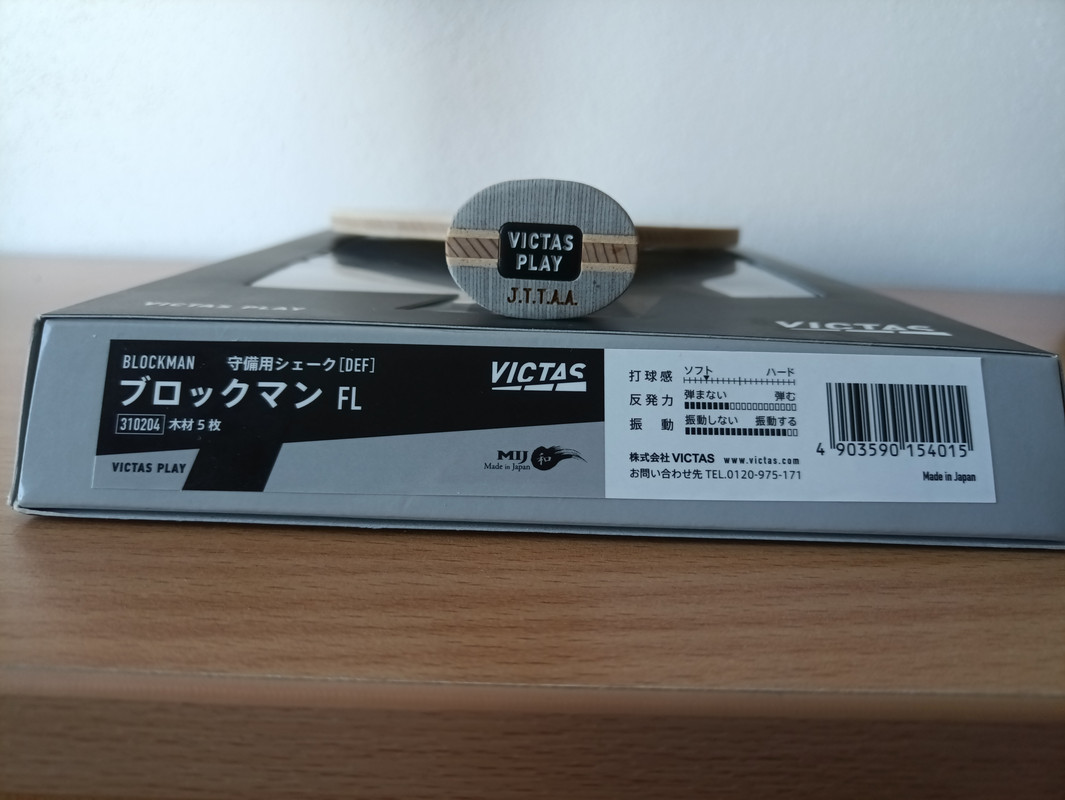 VICTAS
PLAY
J.T.T.A.A.
VICTAS PLAY
VICTAS
BLOCKMAN 守備用シェーク[DEF]
ブロックマン FL
310204 木材5枚
VICTAS PLAY
VICTAS
MIJ 和
Made in Japan
打球感 ソフト ハード
反発力 弾まない 弾む
振動 振動しない 振動する
株式会社 VICTAS www.victas.com
お問い合わせ先 TEL.0120-975-171
4 903590 154015
Made in Japan